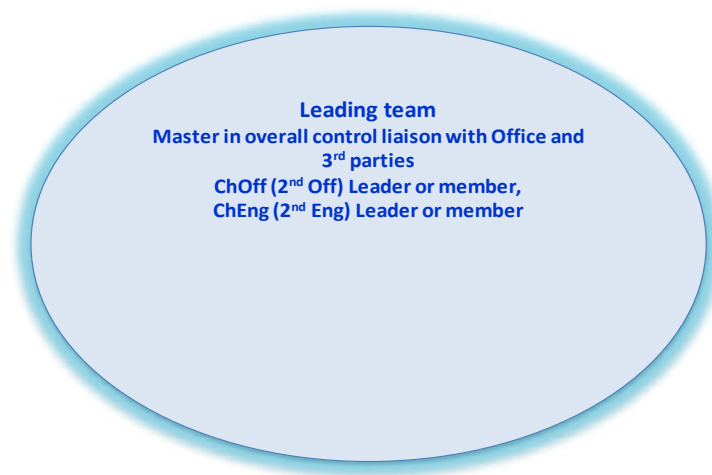 Leading team
Master in overall control liaison with Office and
3rd parties
ChOff (2nd Off) Leader or member,
ChEng (2nd Eng) Leader or member